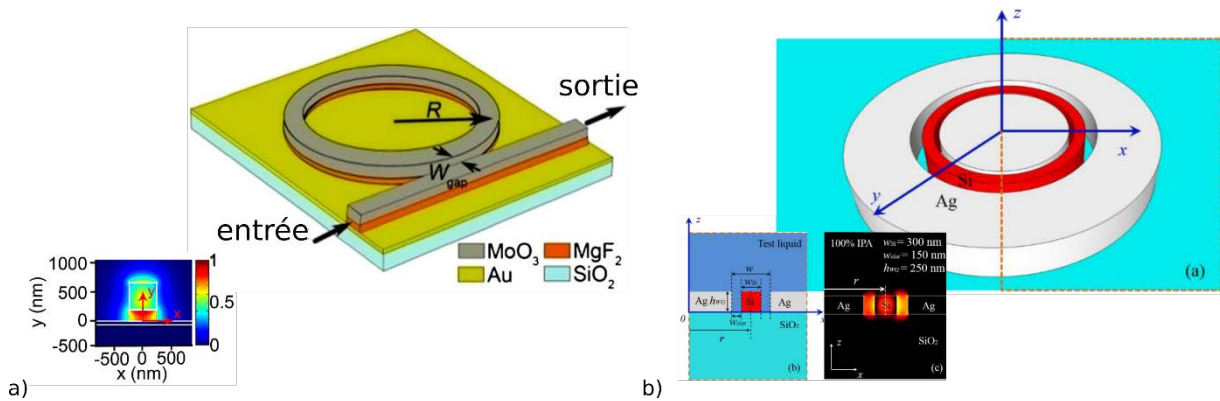 sortie
R
W gap
entrée
MoO3 MgF2
Au SiO2
1000
500
0
-500
y (nm)
-500 0 500
x (nm)
1
0.5
0
y
x
a)
z
x
y
Si
Ag
(a)
z
Test liquid
w
wSi
Ag hWG Si Ag
0 x
wslot
SiO2
r
(b)
100% IPA wSi = 300 nm
wslot = 150 nm
hWG = 250 nm
r
Ag Si Ag
z
SiO2
x
(c)
b)